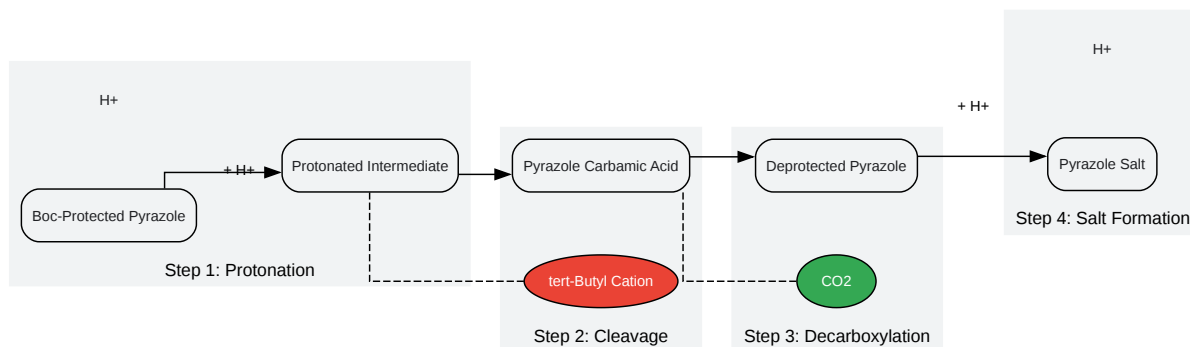 H+
+ H+
Boc-Protected Pyrazole
Protonated Intermediate
Step 1: Protonation
Pyrazole Carbamic Acid
tert-Butyl Cation
Step 2: Cleavage
Deprotected Pyrazole
CO2
Step 3: Decarboxylation
+ H+
H+
Pyrazole Salt
Step 4: Salt Formation